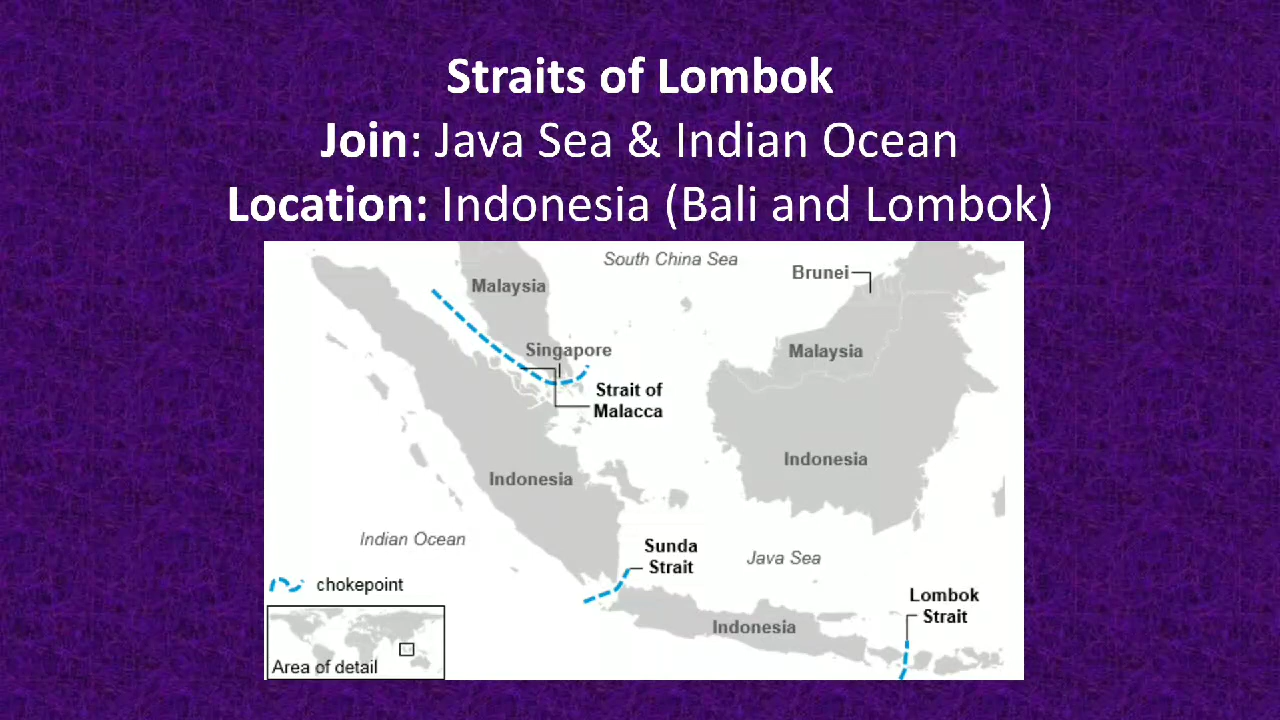 Straits of Lombok
Join: Java Sea & Indian Ocean
Location: Indonesia (Bali and Lombok)
South China Sea
Brunei
Malaysia
Singapore
Malaysia
Strait of
Malacca
Indonesia
Indonesia
Indian Ocean
Sunda
Strait
Java Sea
chokepoint
Lombok
Strait
Indonesia
Area of detail